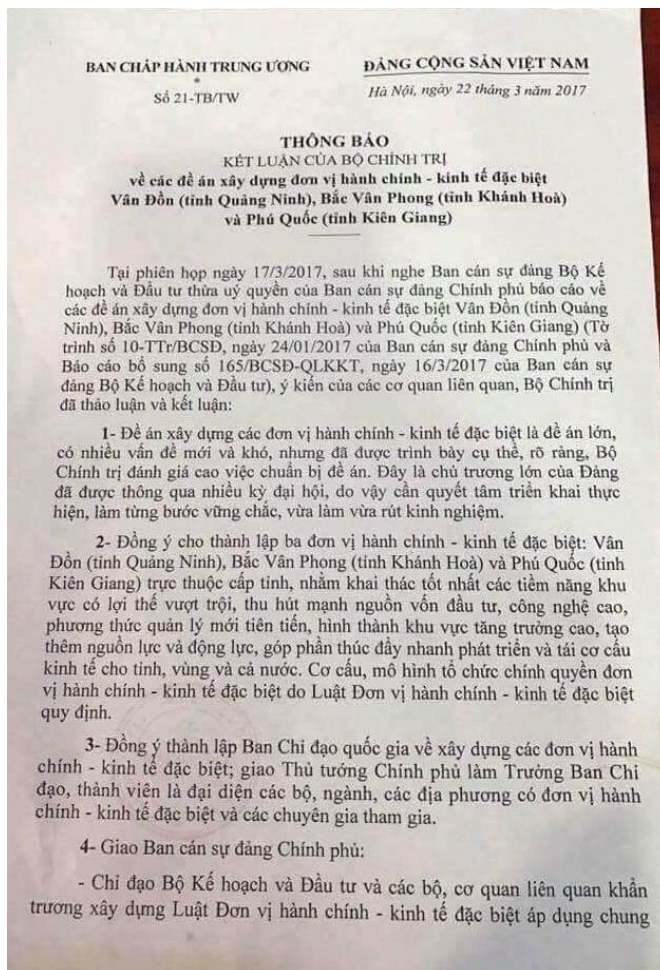 BAN CHẤP HÀNH TRUNG ƯƠNG
*
Số 21-TB/TW
ĐẢNG CỘNG SẢN VIỆT NAM
Hà Nội, ngày 22 tháng 3 năm 2017
THÔNG BÁO
KẾT LUẬN CỦA BỘ CHÍNH TRỊ
về các đề án xây dựng đơn vị hành chính - kinh tế đặc biệt
Vân Đồn (tỉnh Quảng Ninh), Bắc Vân Phong (tỉnh Khánh Hoà)
và Phú Quốc (tỉnh Kiên Giang)
Tại phiên họp ngày 17/3/2017, sau khi nghe Ban cán sự đảng Bộ Kế
hoạch và Đầu tư thừa uỷ quyền của Ban cán sự đảng Chính phủ báo cáo về
các đề án xây dựng đơn vị hành chính - kinh tế đặc biệt Vân Đồn (tỉnh Quảng
Ninh), Bắc Vân Phong (tỉnh Khánh Hoà) và Phú Quốc (tỉnh Kiên Giang) (Tờ
trình số 10-TTr/BCSĐ, ngày 24/01/2017 của Ban cán sự đảng Chính phủ và
Báo cáo bổ sung số 165/BCSĐ-QLKKT, ngày 16/3/2017 của Ban cán sự
đảng Bộ Kế hoạch và Đầu tư), ý kiến của các cơ quan liên quan, Bộ Chính trị
đã thảo luận và kết luận:
1- Đề án xây dựng các đơn vị hành chính - kinh tế đặc biệt là đề án lớn,
có nhiều vấn đề mới và khó, nhưng đã được trình bày cụ thể, rõ ràng, Bộ
Chính trị đánh giá cao việc chuẩn bị đề án. Đây là chủ trương lớn của Đảng
đã được thông qua nhiều kỳ đại hội, do vậy cần quyết tâm triển khai thực
hiện, làm từng bước vững chắc, vừa làm vừa rút kinh nghiệm.
2- Đồng ý cho thành lập ba đơn vị hành chính - kinh tế đặc biệt: Vân
Đồn (tỉnh Quảng Ninh), Bắc Vân Phong (tỉnh Khánh Hoà) và Phú Quốc (tỉnh
Kiên Giang) trực thuộc cấp tỉnh, nhằm khai thác tốt nhất các tiềm năng khu
vực có lợi thế vượt trội, thu hút mạnh nguồn vốn đầu tư, công nghệ cao,
phương thức quản lý mới tiên tiến, hình thành khu vực tăng trưởng cao, tạo
thêm nguồn lực và động lực, góp phần thúc đẩy nhanh phát triển và tái cơ cấu
kinh tế cho tỉnh, vùng và cả nước. Cơ cấu, mô hình tổ chức chính quyền đơn
vị hành chính - kinh tế đặc biệt do Luật Đơn vị hành chính - kinh tế đặc biệt
quy định.
3- Đồng ý thành lập Ban Chỉ đạo quốc gia về xây dựng các đơn vị hành
chính - kinh tế đặc biệt; giao Thủ tướng Chính phủ làm Trưởng Ban Chỉ
đạo, thành viên là đại diện các bộ, ngành, các địa phương có đơn vị hành
chính - kinh tế đặc biệt và các chuyên gia tham gia.
4- Giao Ban cán sự đảng Chính phủ:
- Chỉ đạo Bộ Kế hoạch và Đầu tư và các bộ, cơ quan liên quan khẩn
trương xây dựng Luật Đơn vị hành chính - kinh tế đặc biệt áp dụng chung